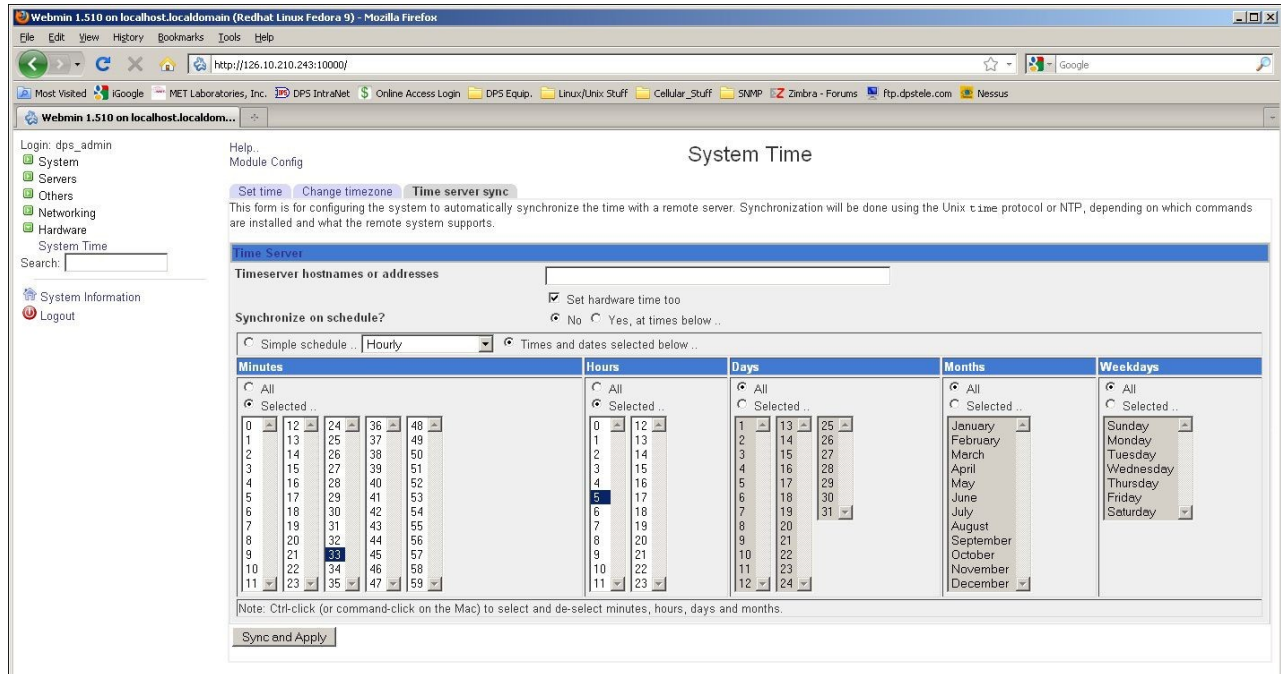 Webmin 1.510 on localhost.localdomain (Redhat Linux Fedora 9) - Mozilla Firefox
File Edit View History Bookmarks Tools Help
http://126.10.210.243:10000/
Google
Most Visited iGoogle MET Laboratories, Inc. DPS IntraNet Online Access Login DPS Equip. Linux/Unix Stuff Cellular_Stuff SNMP Zimbra - Forums ftp.dpstele.com Nessus
Webmin 1.510 on localhost.localdom...
Login: dps_admin
System
Servers
Others
Networking
Hardware
System Time
Search:
System Information
Logout
Help..
Module Config
System Time
Set time Change timezone Time server sync
This form is for configuring the system to automatically synchronize the time with a remote server. Synchronization will be done using the Unix time protocol or NTP, depending on which commands
are installed and what the remote system supports.
Time Server
Timeserver hostnames or addresses
Set hardware time too
Synchronize on schedule? No Yes, at times below ..
Simple schedule .. Hourly Times and dates selected below ..
Minutes Hours Days Months Weekdays
All All All All All
Selected .. Selected .. Selected .. Selected .. Selected ..
0 12 24 36 48 0 12 1 13 25 January Sunday
1 13 25 37 49 1 13 2 14 26 February Monday
2 14 26 38 50 2 14 3 15 27 March Tuesday
3 15 27 39 51 3 15 4 16 28 April Wednesday
4 16 28 40 52 4 16 5 17 29 May Thursday
5 17 29 41 53 5 17 6 18 30 June Friday
6 18 30 42 54 6 18 7 19 31 July Saturday
7 19 31 43 55 7 19 8 20 August
8 20 32 44 56 8 20 9 21 September
9 21 33 45 57 9 21 10 22 October
10 22 34 46 58 10 22 11 23 November
11 23 35 47 59 11 23 12 24 December
Note: Ctrl-click (or command-click on the Mac) to select and de-select minutes, hours, days and months.
Sync and Apply